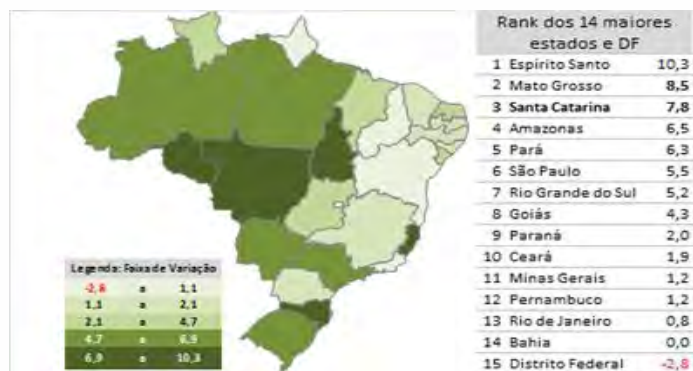 Rank dos 14 maiores
estados e DF
1 Espírito Santo 10,3
2 Mato Grosso 8,5
3 Santa Catarina 7,8
4 Amazonas 6,5
5 Pará 6,3
6 São Paulo 5,5
7 Rio Grande do Sul 5,2
8 Goiás 4,3
9 Paraná 2,0
10 Ceará 1,9
11 Minas Gerais 1,2
12 Pernambuco 1,2
13 Rio de Janeiro 0,8
14 Bahia 0,0
15 Distrito Federal -2,8
Legenda: Faixa de Variação
-2,8 a 1,1
1,1 a 2,1
2,1 a 4,7
4,7 a 6,9
6,9 a 10,3